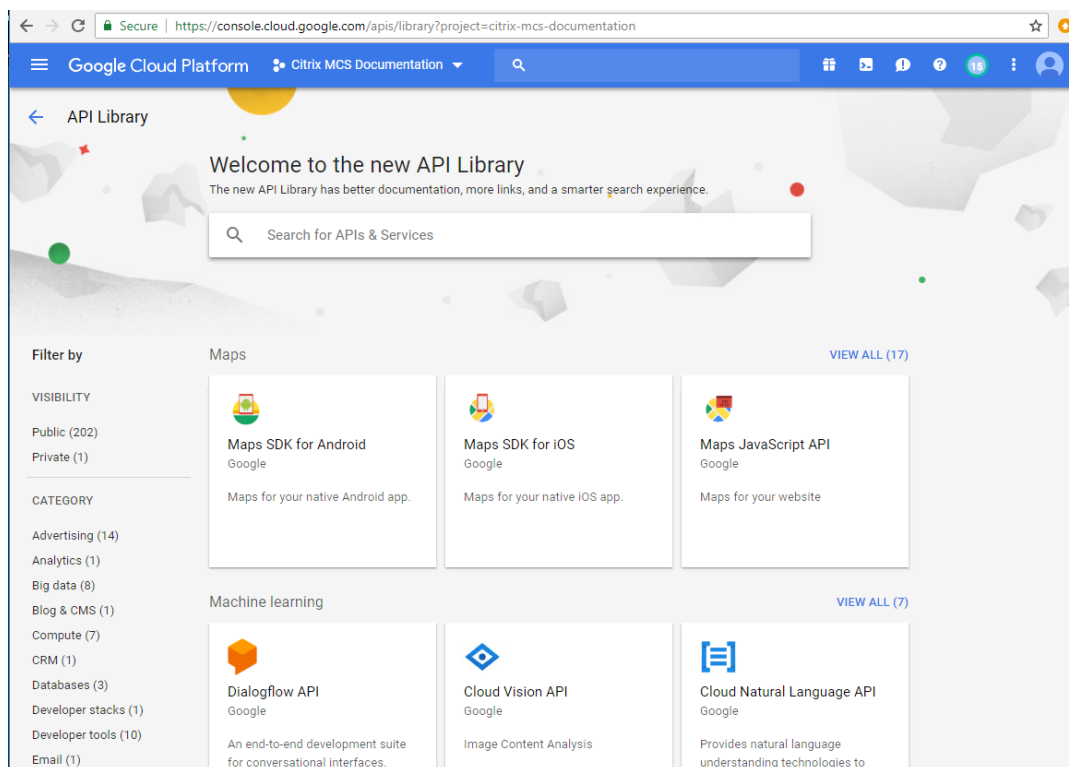 Secure | https://console.cloud.google.com/apis/library?project=citrix-mcs-documentation
Google Cloud Platform
Citrix MCS Documentation
15
API Library
Welcome to the new API Library
The new API Library has better documentation, more links, and a smarter search experience.
Search for APIs & Services
Filter by
VISIBILITY
Public (202)
Private (1)
CATEGORY
Advertising (14)
Analytics (1)
Big data (8)
Blog & CMS (1)
Compute (7)
CRM (1)
Databases (3)
Developer stacks (1)
Developer tools (10)
Email (1)
Maps
VIEW ALL (17)
Maps SDK for Android
Google
Maps for your native Android app.
Maps SDK for iOS
Google
Maps for your native iOS app.
JS
Maps JavaScript API
Google
Maps for your website
Machine learning
VIEW ALL (7)
Dialogflow API
Google
An end-to-end development suite
for conversational interfaces.
Cloud Vision API
Google
Image Content Analysis
Cloud Natural Language API
Google
Provides natural language
understanding technologies to